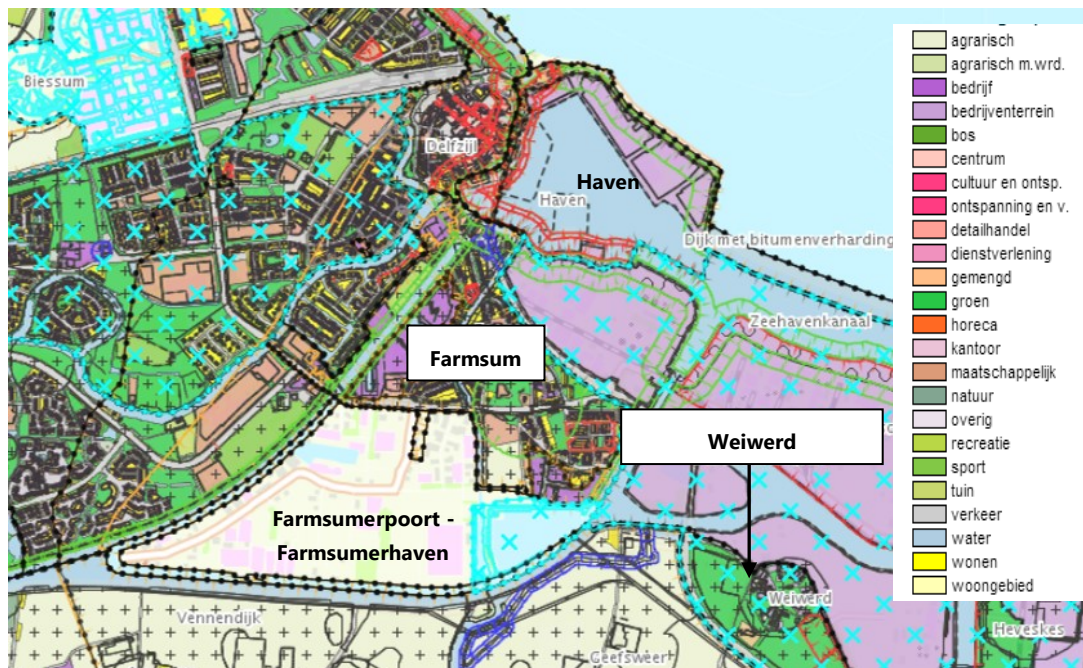 Biessum
Delfzijl
Haven
Haven
Dijk met bitumenverharding
Zeehavenkanaal
Farmsum
Weiwerd
Farmsumerpoort -
Farmsumerhaven
Vennendijk
Weiwerd
Heveskes
Geefsweer
agrarisch
agrarisch m.wrd.
bedrijf
bedrijventerrein
bos
centrum
cultuur en ontsp.
ontspanning en v.
detailhandel
dienstverlening
gemengd
groen
horeca
kantoor
maatschappelijk
natuur
overig
recreatie
sport
tuin
verkeer
water
wonen
woongebied